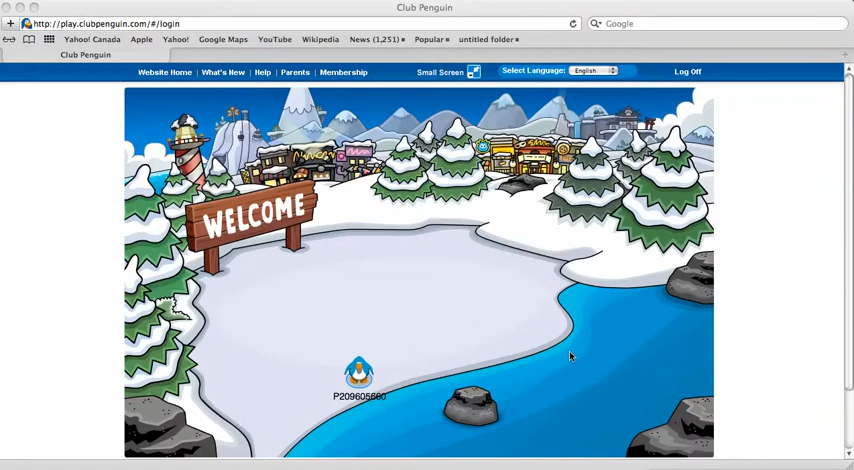 Club Penguin
http://play.clubpenguin.com/#/login
Google
Yahoo! Canada Apple Yahoo! Google Maps YouTube Wikipedia News (1,251) Popular untitled folder
Club Penguin
Website Home | What's New | Help | Parents | Membership Small Screen Select Language: English Log Off
WELCOME
P209605660